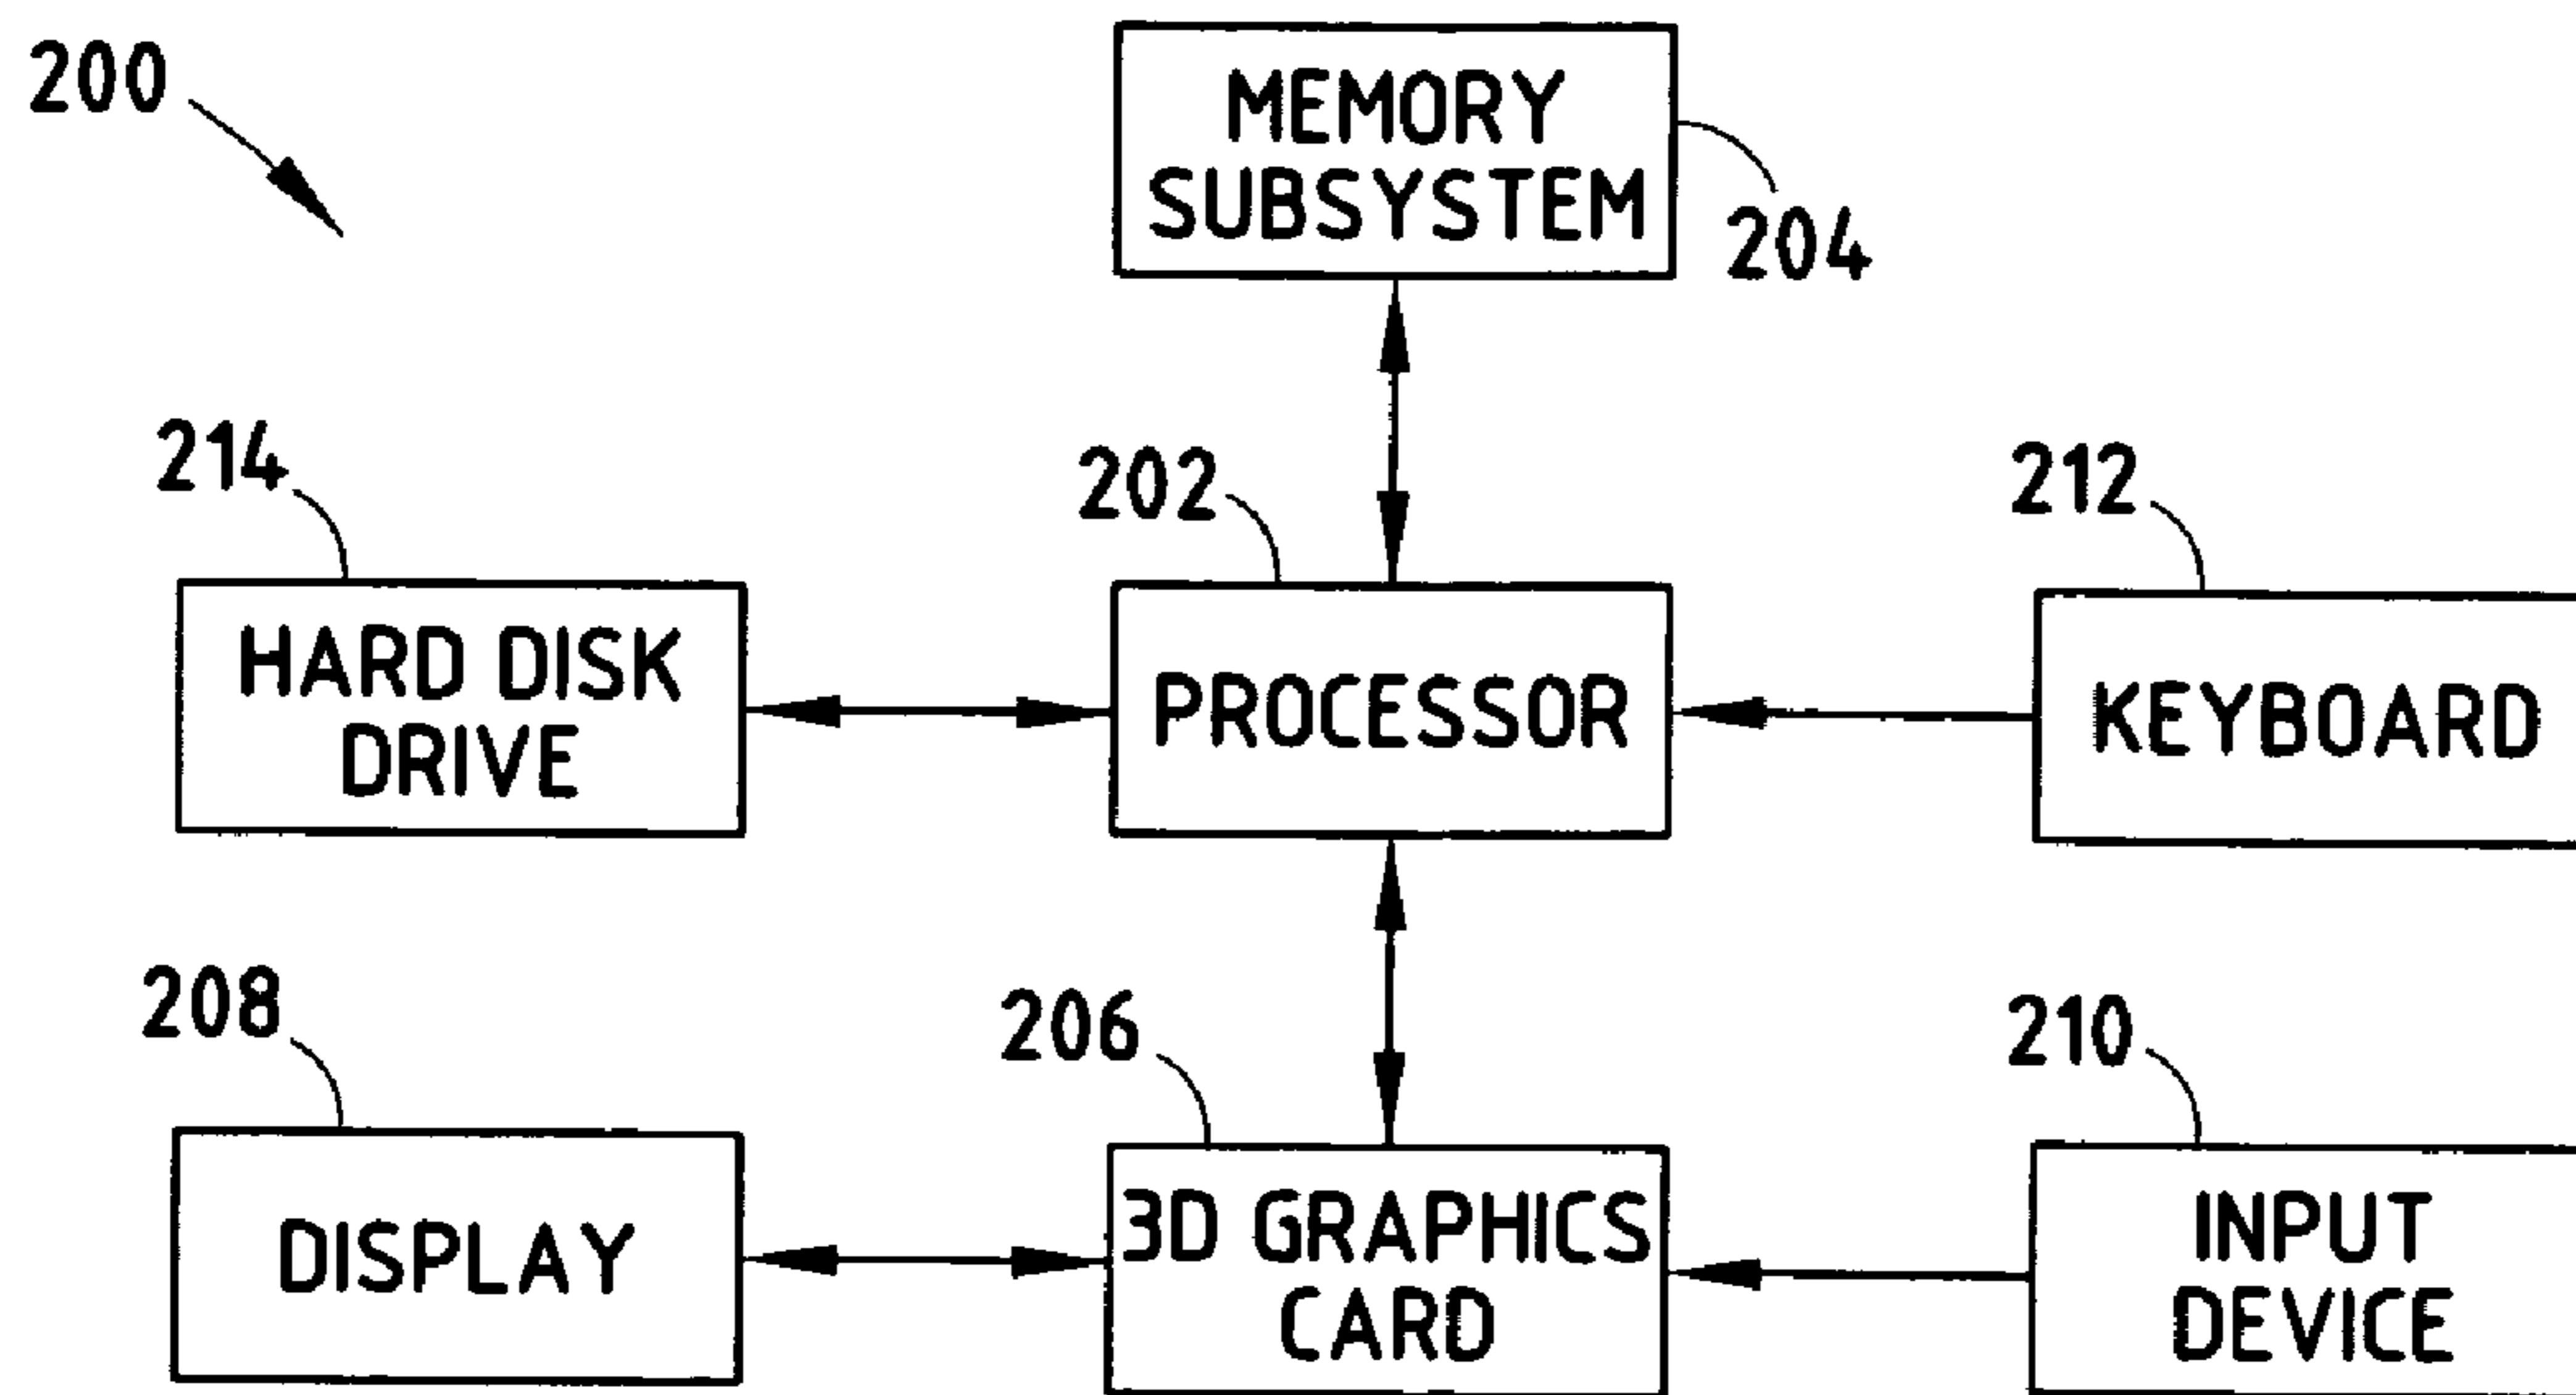 200
MEMORY
SUBSYSTEM
204
214
202
212
HARD DISK
DRIVE
PROCESSOR
KEYBOARD
208
206
210
DISPLAY
3D GRAPHICS
CARD
INPUT
DEVICE